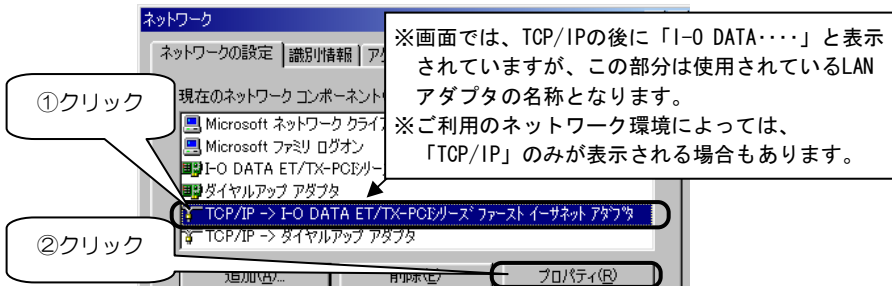 ネットワーク
ネットワークの設定 識別情報
現在のネットワーク コンポーネント
Microsoft ネットワーク クライ
Microsoft ファミリ ログオン
I-O DATA ET/TX-PCIシリー
ダイヤルアップ アダプタ
TCP/IP -> I-O DATA ET/TX-PCIシリーズ ファースト イーサネット アダプタ
TCP/IP -> ダイヤルアップ アダプタ
追加(A)... 削除(E) プロパティ(R)
①クリック
②クリック
※画面では、TCP/IPの後に「I-O DATA････」と表示
されていますが、この部分は使用されているLAN
アダプタの名称となります。
※ご利用のネットワーク環境によっては、
「TCP/IP」のみが表示される場合もあります。